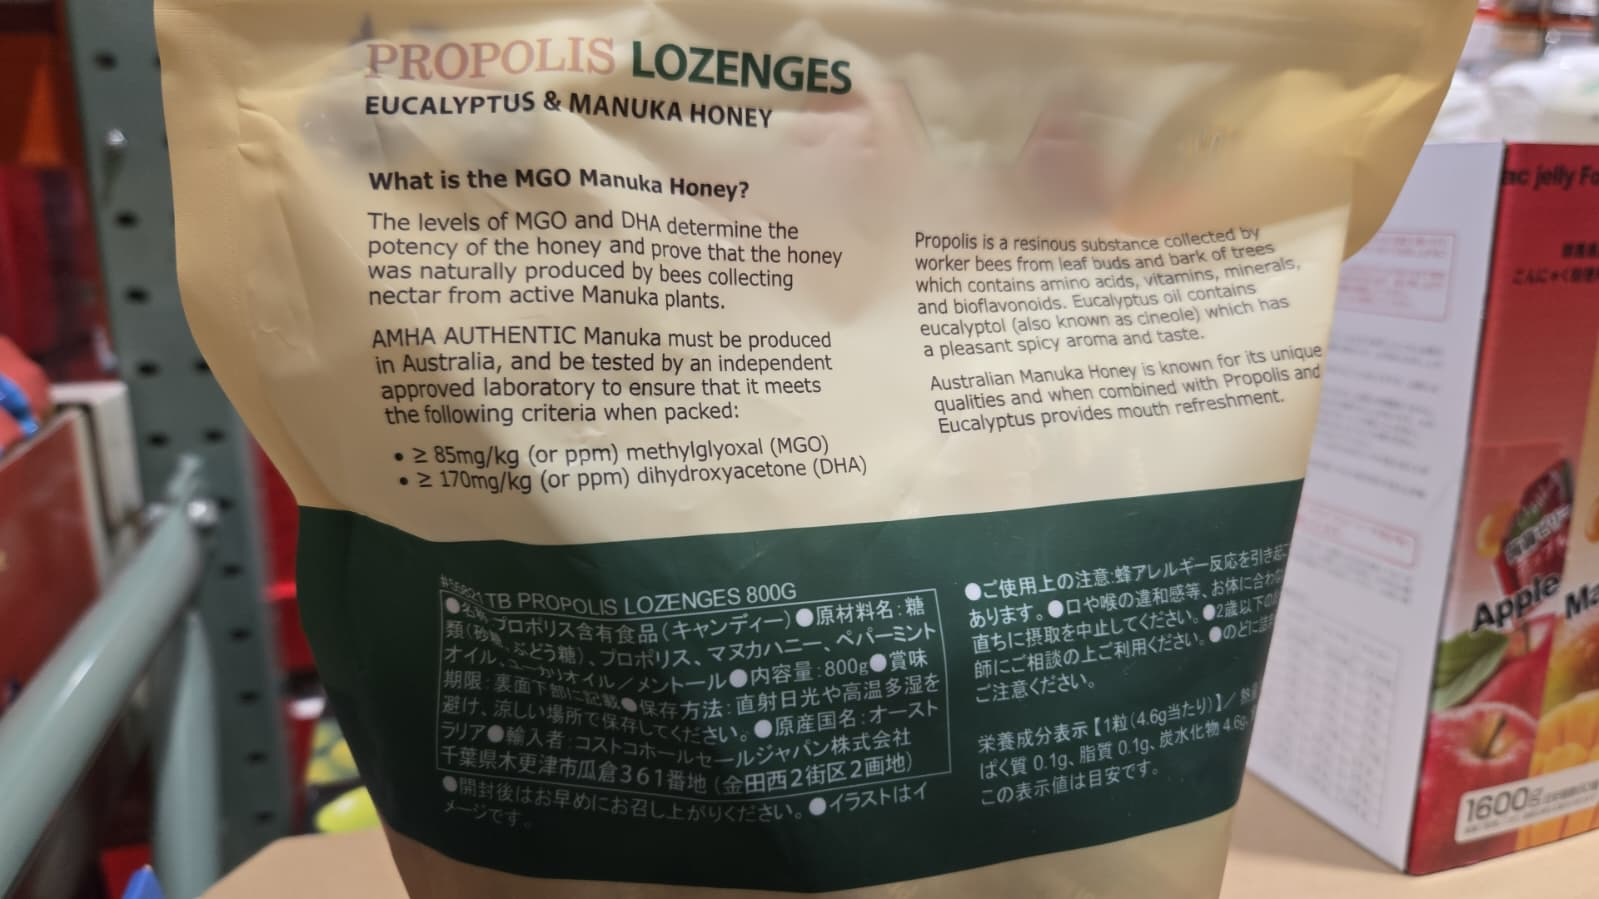 PROPOLIS LOZENGES
EUCALYPTUS & MANUKA HONEY
What is the MGO Manuka Honey?
The levels of MGO and DHA determine the
potency of the honey and prove that the honey
was naturally produced by bees collecting
nectar from active Manuka plants.
AMHA AUTHENTIC Manuka must be produced
in Australia, and be tested by an independent
approved laboratory to ensure that it meets
the following criteria when packed:
• ≥ 85mg/kg (or ppm) methylglyoxal (MGO)
• ≥ 170mg/kg (or ppm) dihydroxyacetone (DHA)
Propolis is a resinous substance collected by
worker bees from leaf buds and bark of trees
which contains amino acids, vitamins, minerals,
and bioflavonoids. Eucalyptus oil contains
eucalyptol (also known as cineole) which has
a pleasant spicy aroma and taste.
Australian Manuka Honey is known for its unique
qualities and when combined with Propolis and
Eucalyptus provides mouth refreshment.
TB PROPOLIS LOZENGES 800G
●名称:プロポリス含有食品(キャンディー)●原材料名:糖
類(砂糖、ぶどう糖)、プロポリス、マヌカハニー、ペパーミント
オイル、ユーカリオイル/メントール●内容量:800g●賞味
期限:裏面下部に記載●保存方法:直射日光や高温多湿を
避け、涼しい場所で保存してください。●原産国名:オースト
ラリア●輸入者:コストコホールセールジャパン株式会社
千葉県木更津市瓜倉361番地(金田西2街区2画地)
●開封後はお早めにお召し上がりください。●イラストはイ
メージです。
●ご使用上の注意:蜂アレルギー反応を引き起こ
あります。●口や喉の違和感等、お体に合わな
直ちに摂取を中止してください。●2歳以下の
師にご相談の上ご利用ください。●のどに詰
ご注意ください。
栄養成分表示【1粒(4.6g当たり)】/ 熱
ぱく質 0.1g、脂質 0.1g、炭水化物 4.6g、
この表示値は目安です。
jelly
Apple
1600g